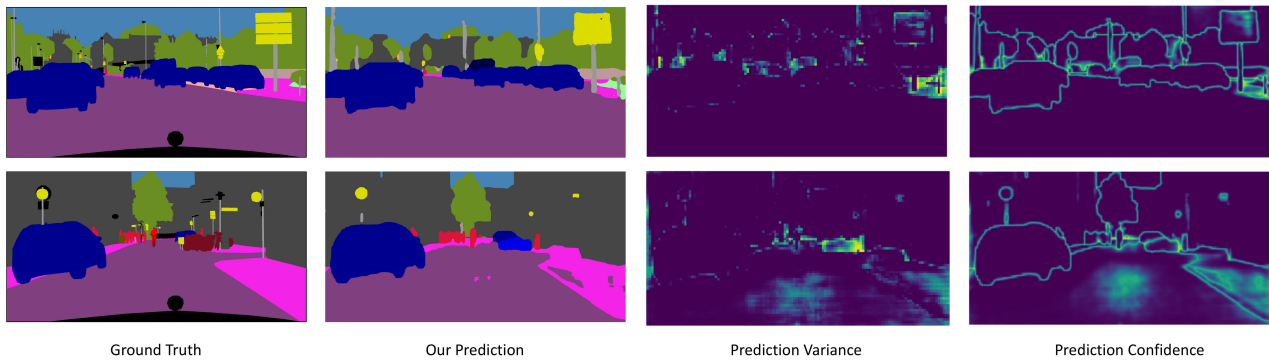 Ground Truth
Our Prediction
Prediction Variance
Prediction Confidence